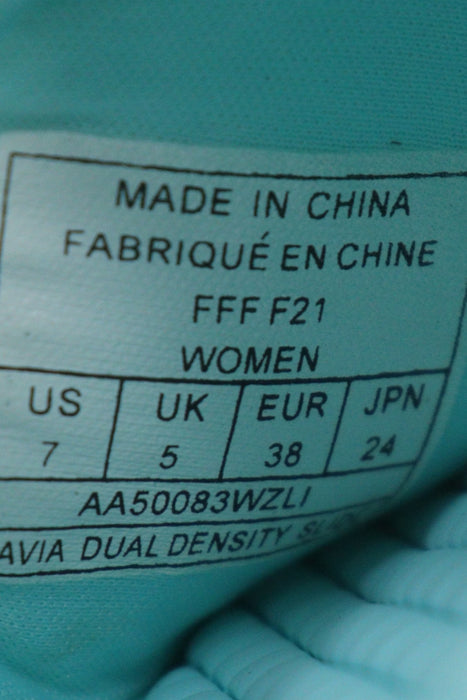 MADE IN CHINA
FABRIQUÉ EN CHINE
FFF F21
WOMEN
US UK EUR JPN
7 5 38 24
AA50083WZLI
AVIA DUAL DENSITY